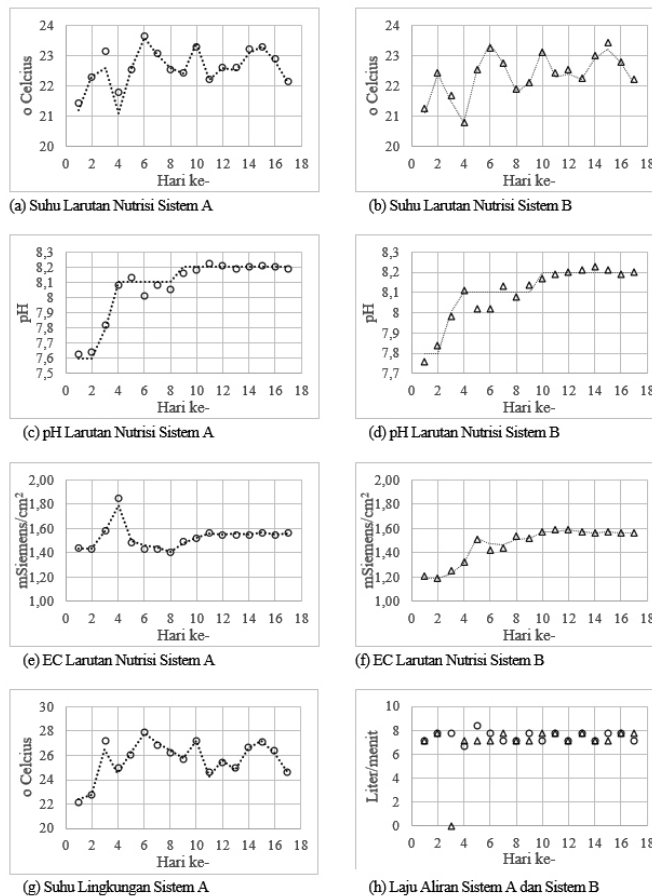 24
23
22
21
20
o Celcius
0 2 4 6 8 10 12 14 16 18
Hari ke-
(a) Suhu Larutan Nutrisi Sistem A
24
23
22
21
20
o Celcius
0 2 4 6 8 10 12 14 16 18
Hari ke-
(b) Suhu Larutan Nutrisi Sistem B
8,3
8,2
8,1
8
7,9
7,8
7,7
7,6
7,5
pH
0 2 4 6 8 10 12 14 16 18
Hari ke-
(c) pH Larutan Nutrisi Sistem A
8,3
8,2
8,1
8
7,9
7,8
7,7
pH
0 2 4 6 8 10 12 14 16 18
Hari ke-
(d) pH Larutan Nutrisi Sistem B
2,00
1,80
1,60
1,40
1,20
1,00
mSiemens/cm²
0 2 4 6 8 10 12 14 16 18
Hari ke-
(e) EC Larutan Nutrisi Sistem A
2,00
1,80
1,60
1,40
1,20
1,00
mSiemens/cm²
0 2 4 6 8 10 12 14 16 18
Hari ke-
(f) EC Larutan Nutrisi Sistem B
30
28
26
24
22
20
o Celcius
0 2 4 6 8 10 12 14 16 18
Hari ke-
(g) Suhu Lingkungan Sistem A
10
8
6
4
2
0
Liter/menit
0 2 4 6 8 10 12 14 16 18
Hari ke-
(h) Laju Aliran Sistem A dan Sistem B